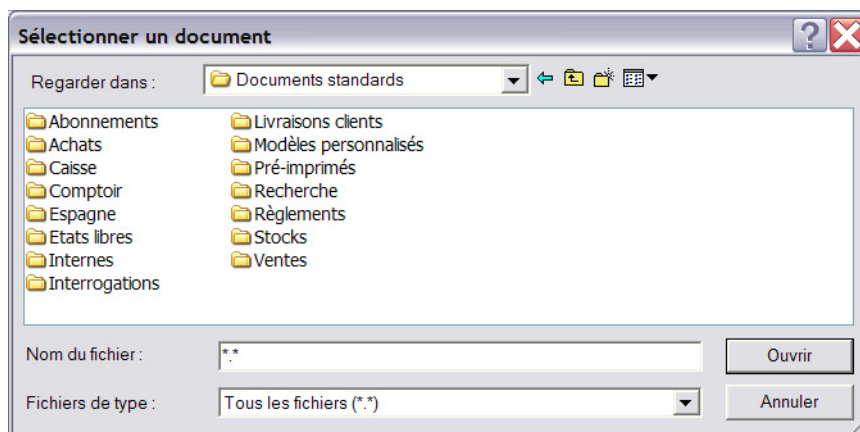 Sélectionner un document
Regarder dans :
Documents standards
Abonnements
Achats
Caisse
Comptoir
Espagne
Etats libres
Internes
Interrogations
Livraisons clients
Modèles personnalisés
Pré-imprimés
Recherche
Règlements
Stocks
Ventes
Nom du fichier :
*.*
Ouvrir
Fichiers de type :
Tous les fichiers (*.*)
Annuler